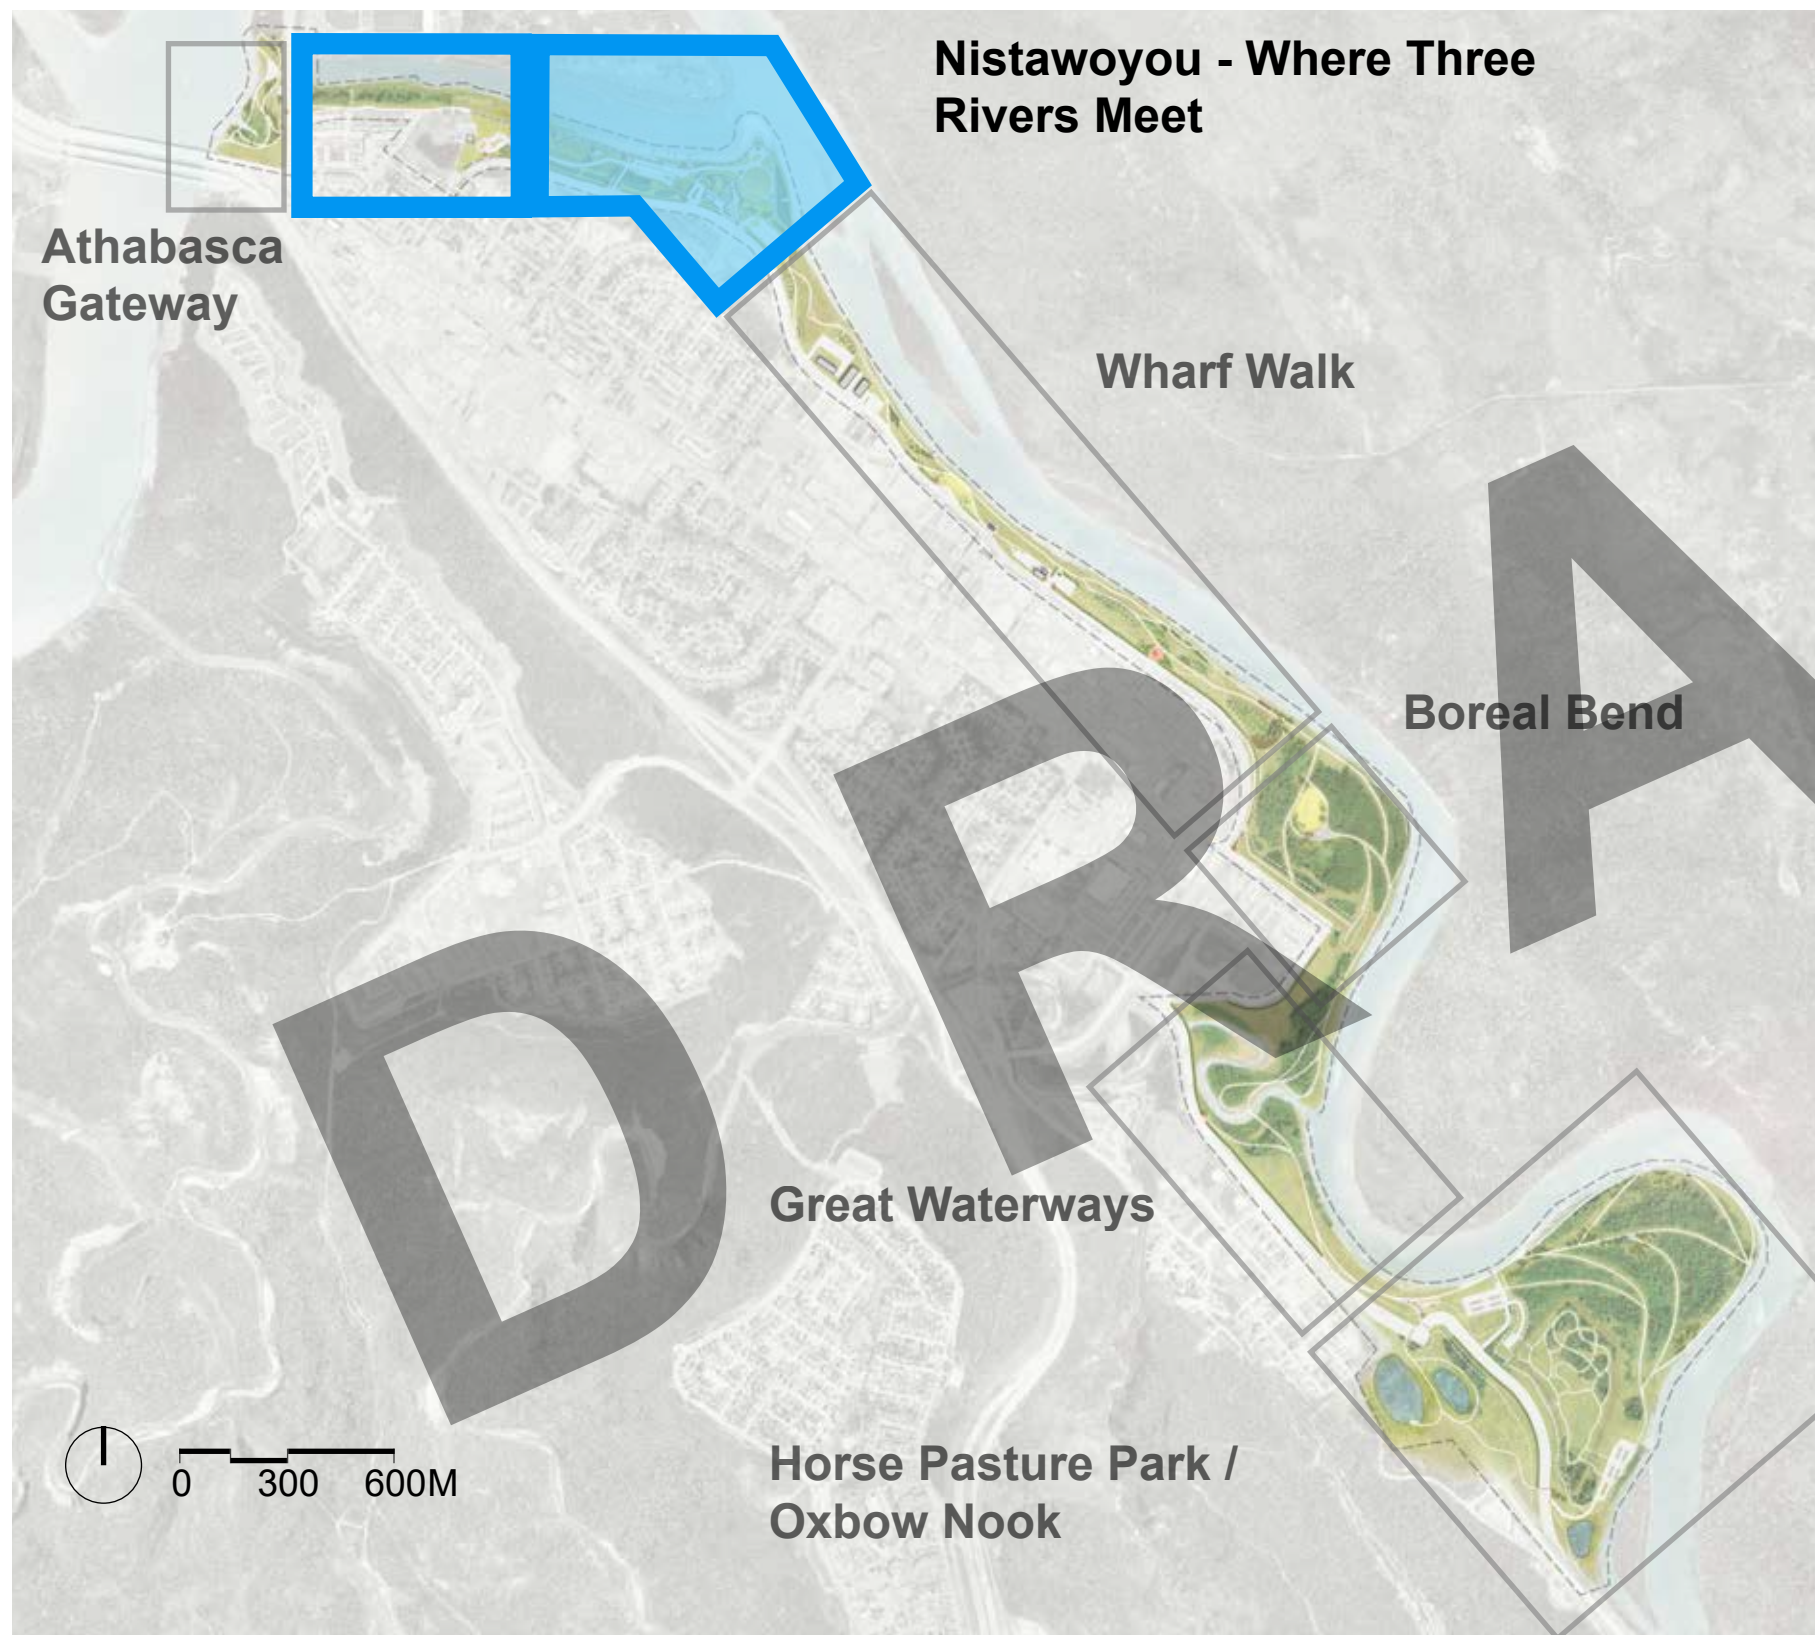 Nistawoyou - Where Three
Rivers Meet
Athabasca
Gateway
Wharf Walk
Boreal Bend
Great Waterways
Horse Pasture Park /
Oxbow Nook
0 300 600M
D R A